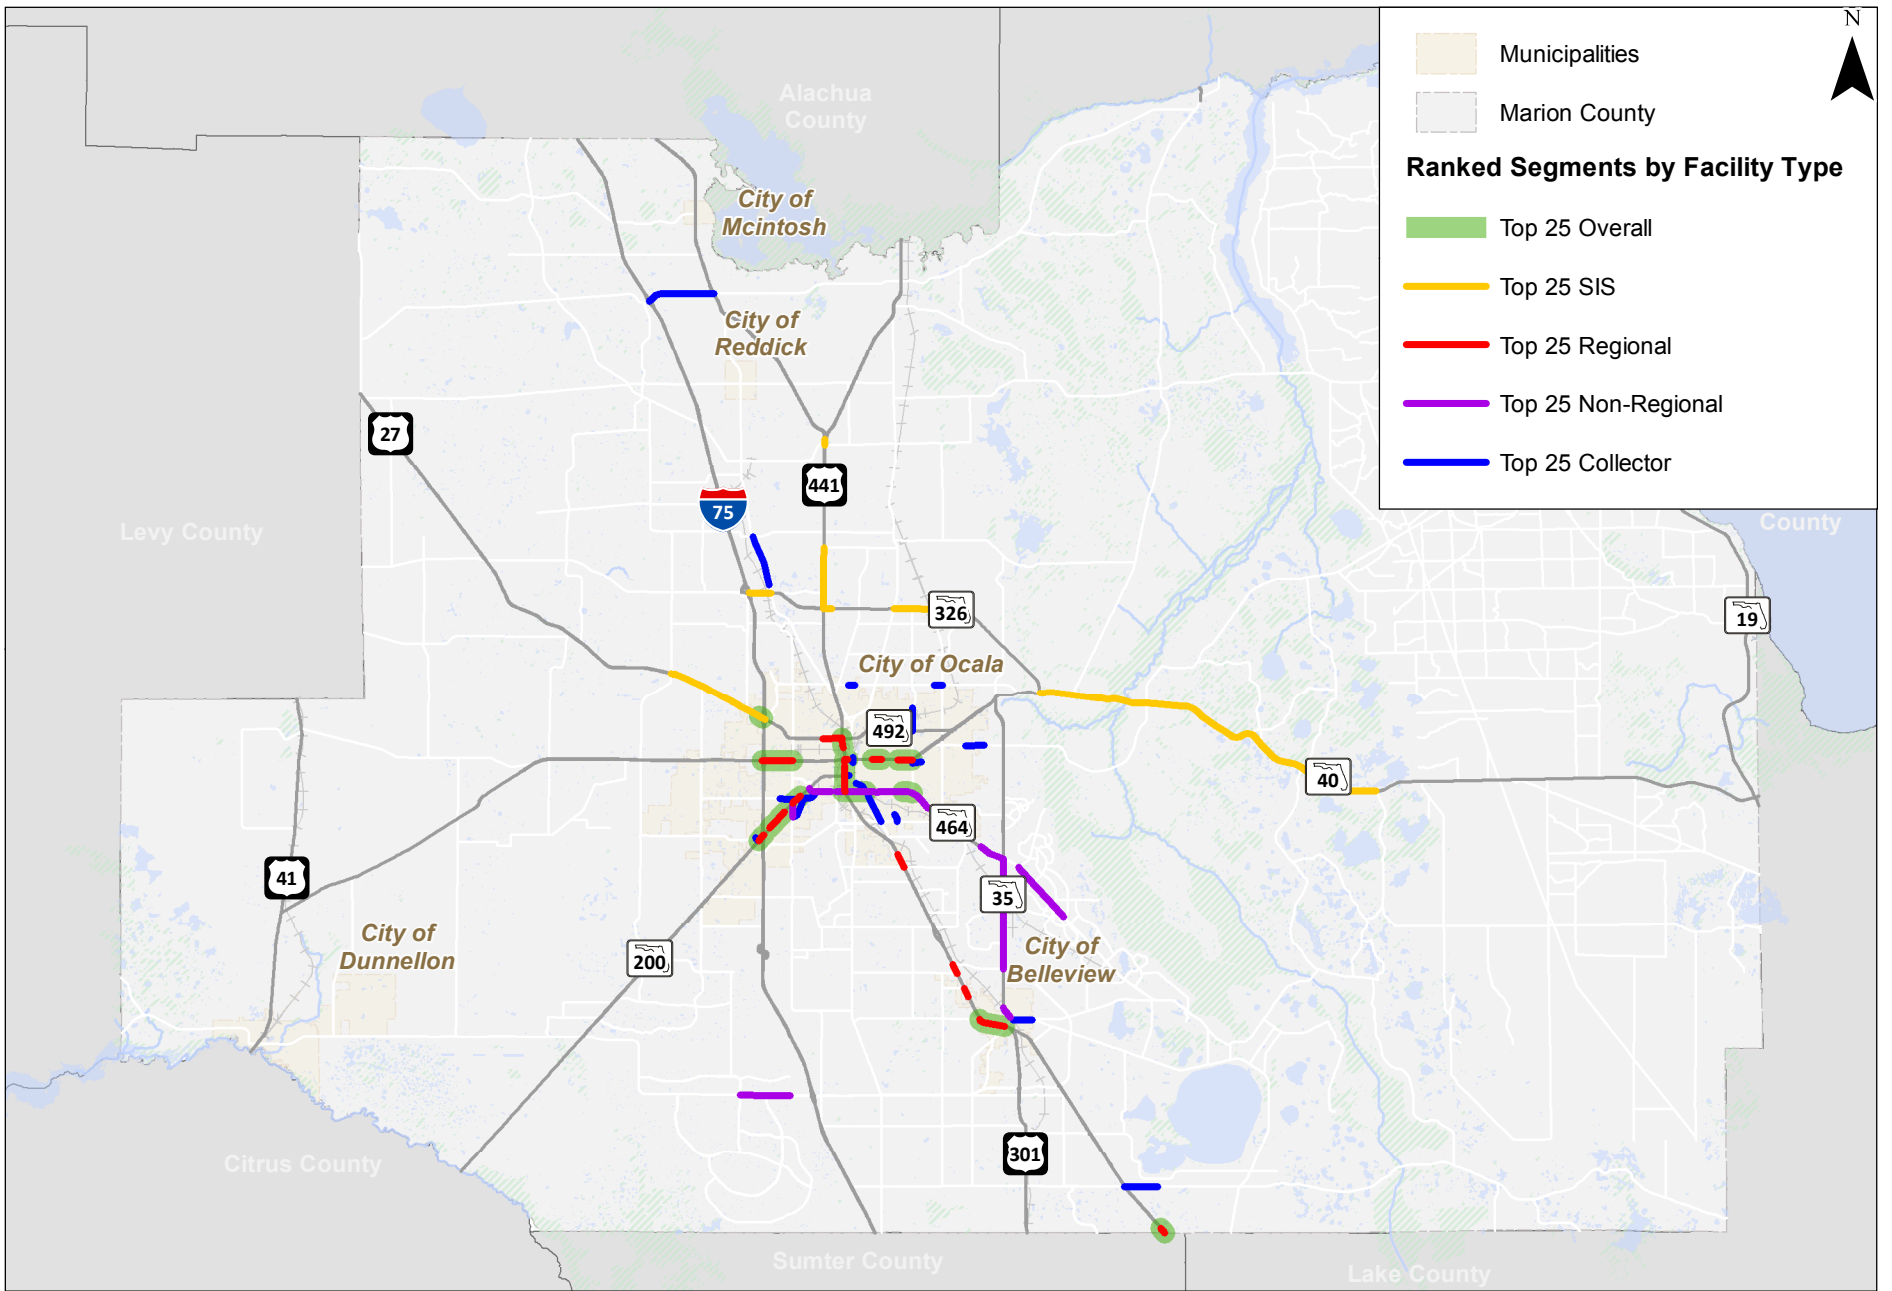 N
Municipalities
Marion County
Ranked Segments by Facility Type
Top 25 Overall
Top 25 SIS
Top 25 Regional
Top 25 Non-Regional
Top 25 Collector
Alachua
County
City of
Mcintosh
City of
Reddick
27
441
75
Levy County
County
326
19
City of Ocala
492
40
464
41
35
City of
Dunnellon
200
City of
Belleview
301
Citrus County
Sumter County
Lake County